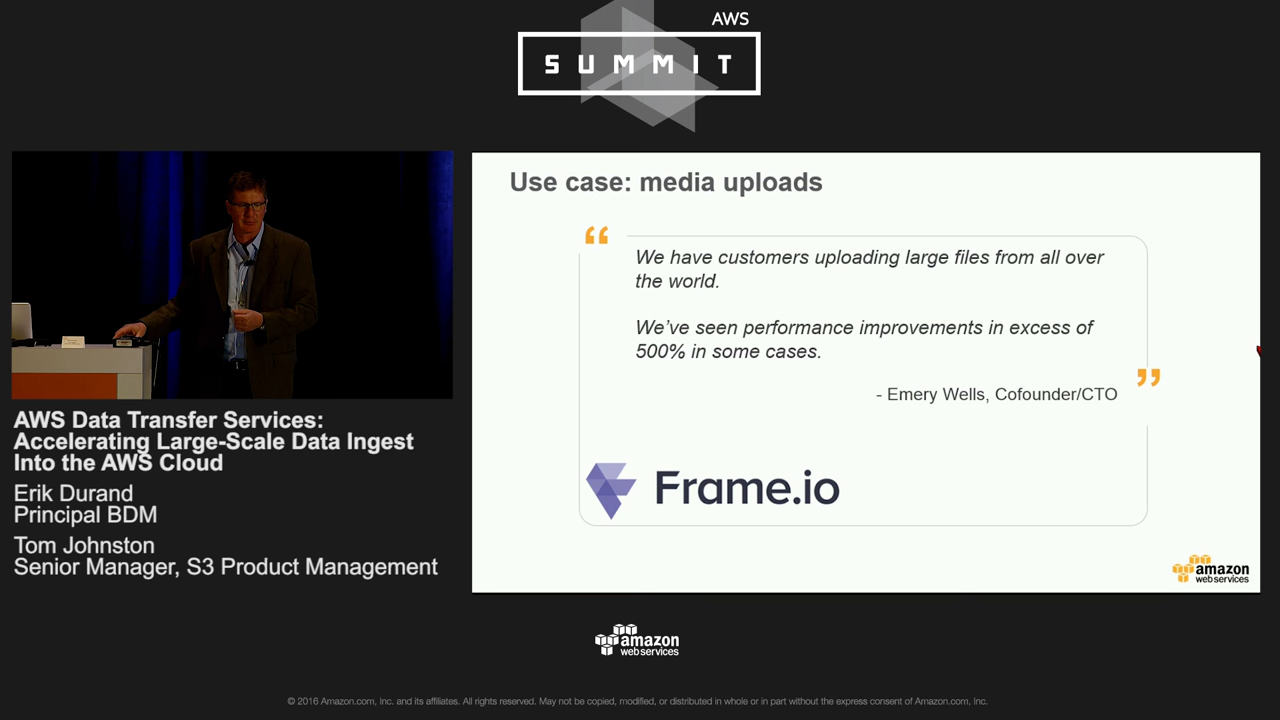 AWS
SUMMIT
Use case: media uploads
“
We have customers uploading large files from all over
the world.
We’ve seen performance improvements in excess of
500% in some cases.
”
- Emery Wells, Cofounder/CTO
Frame.io
amazon
web services
AWS Data Transfer Services:
Accelerating Large-Scale Data Ingest
Into the AWS Cloud
Erik Durand
Principal BDM
Tom Johnston
Senior Manager, S3 Product Management
amazon
web services
© 2016 Amazon.com, Inc. and its affiliates. All rights reserved. May not be copied, modified, or distributed in whole or in part without the express consent of Amazon.com, Inc.